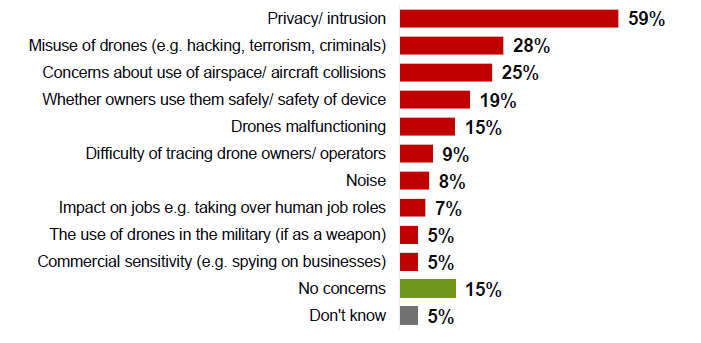 Privacy/ intrusion 59%
Misuse of drones (e.g. hacking, terrorism, criminals) 28%
Concerns about use of airspace/ aircraft collisions 25%
Whether owners use them safely/ safety of device 19%
Drones malfunctioning 15%
Difficulty of tracing drone owners/ operators 9%
Noise 8%
Impact on jobs e.g. taking over human job roles 7%
The use of drones in the military (if as a weapon) 5%
Commercial sensitivity (e.g. spying on businesses) 5%
No concerns 15%
Don't know 5%